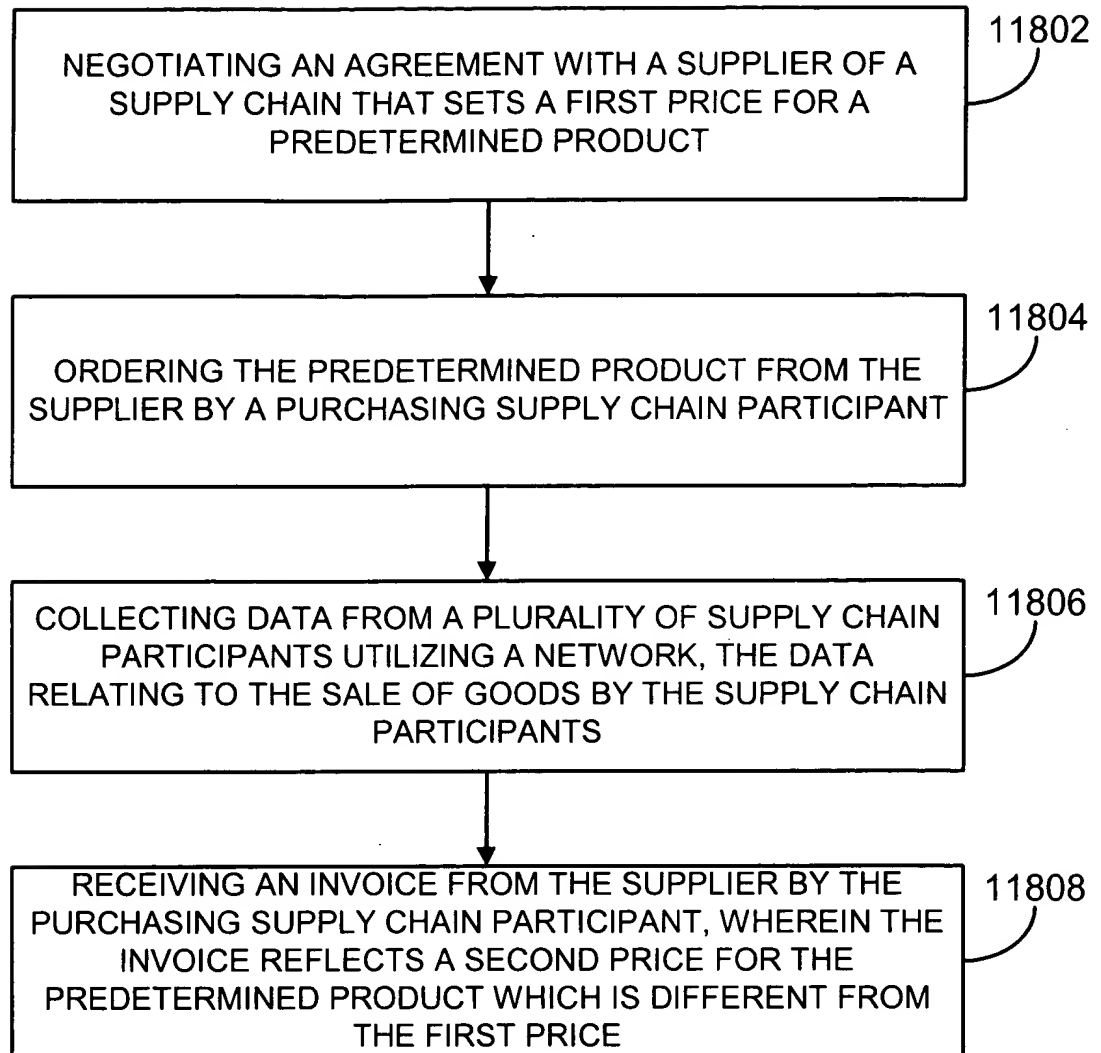 11802
NEGOTIATING AN AGREEMENT WITH A SUPPLIER OF A
SUPPLY CHAIN THAT SETS A FIRST PRICE FOR A
PREDETERMINED PRODUCT
11804
ORDERING THE PREDETERMINED PRODUCT FROM THE
SUPPLIER BY A PURCHASING SUPPLY CHAIN PARTICIPANT
11806
COLLECTING DATA FROM A PLURALITY OF SUPPLY CHAIN
PARTICIPANTS UTILIZING A NETWORK, THE DATA
RELATING TO THE SALE OF GOODS BY THE SUPPLY CHAIN
PARTICIPANTS
11808
RECEIVING AN INVOICE FROM THE SUPPLIER BY THE
PURCHASING SUPPLY CHAIN PARTICIPANT, WHEREIN THE
INVOICE REFLECTS A SECOND PRICE FOR THE
PREDETERMINED PRODUCT WHICH IS DIFFERENT FROM
THE FIRST PRICE